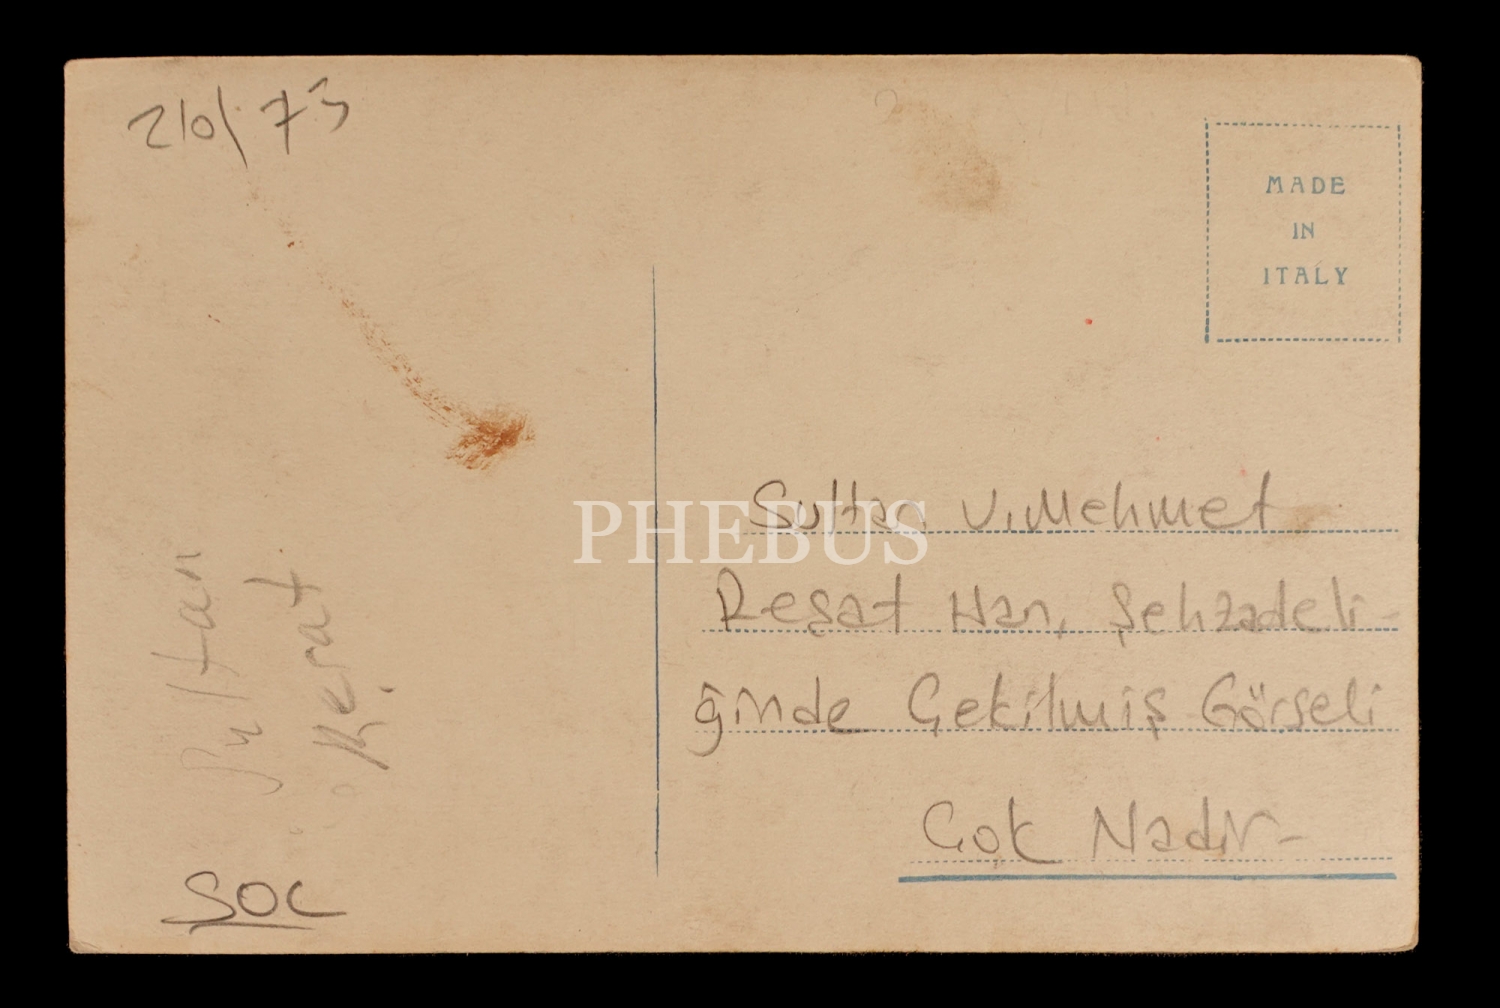 210/73
MADE
IN
ITALY
PHEBUS
Sultan V. Mehmet
Reşat Han, Şehzadeli-
ğinde Çekilmiş Görseli
Çok Nadir-
Sultan
Reşat
SOC